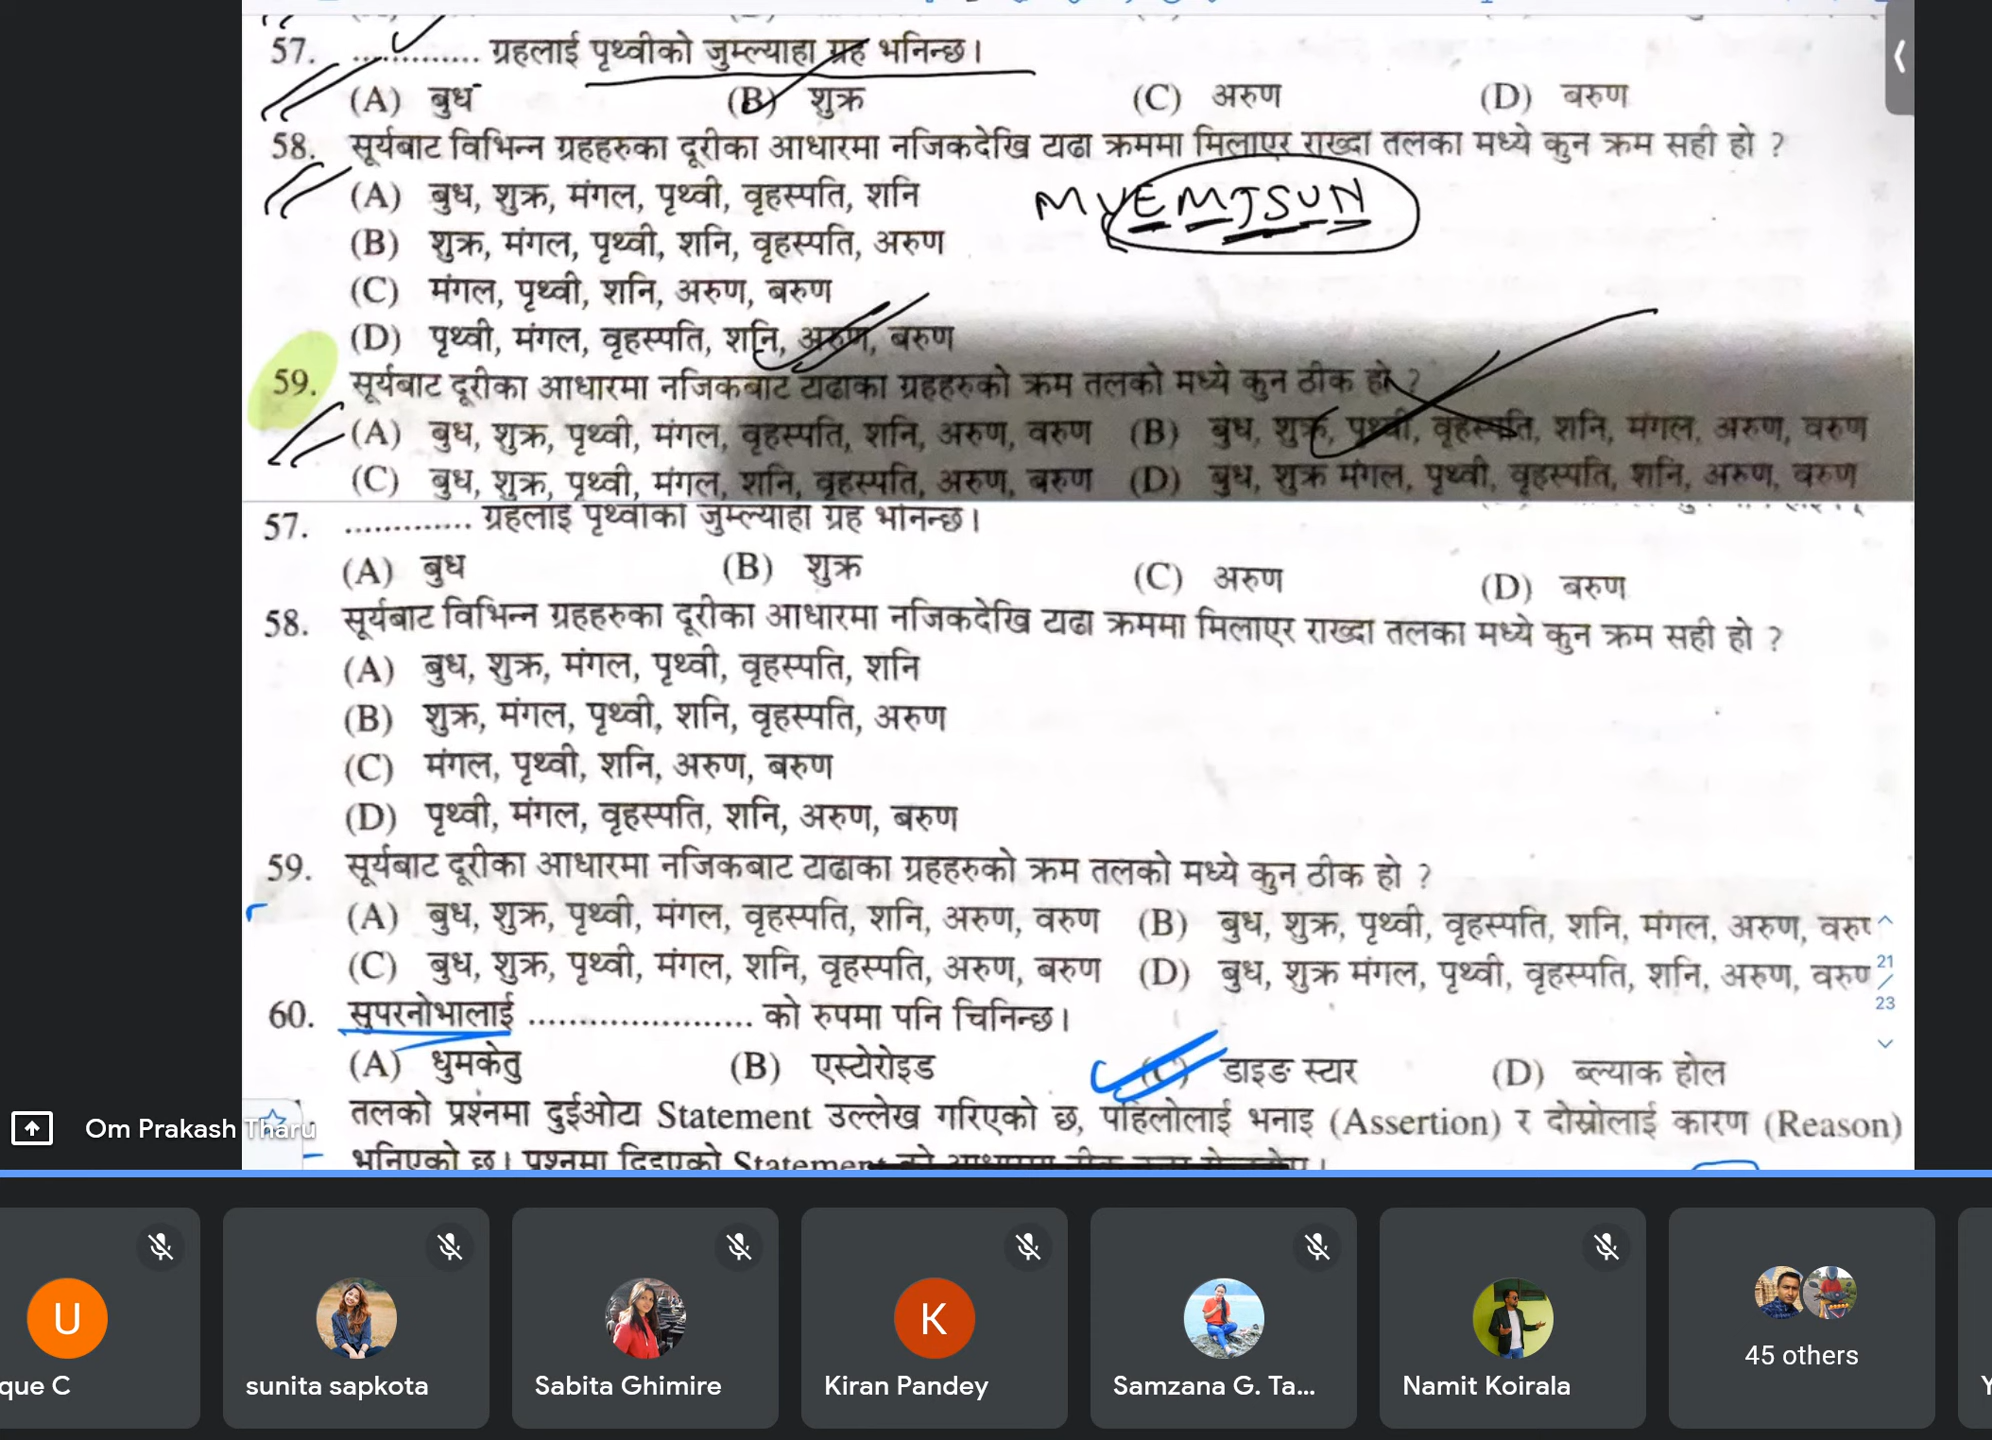 57. ............. ग्रहलाई पृथ्वीको जुम्ल्याहा ग्रह भनिन्छ।
(A) बुध (B) शुक्र (C) अरुण (D) बरुण
58. सूर्यबाट विभिन्न ग्रहहरुका दूरीका आधारमा नजिकदेखि टाढा क्रममा मिलाएर राख्दा तलका मध्ये कुन क्रम सही हो ?
(A) बुध, शुक्र, मंगल, पृथ्वी, वृहस्पति, शनि
MVEMJSUN
(B) शुक्र, मंगल, पृथ्वी, शनि, वृहस्पति, अरुण
(C) मंगल, पृथ्वी, शनि, अरुण, बरुण
(D) पृथ्वी, मंगल, वृहस्पति, शनि, अरुण, बरुण
59. सूर्यबाट दूरीका आधारमा नजिकबाट टाढाका ग्रहहरुको क्रम तलको मध्ये कुन ठीक हो ?
(A) बुध, शुक्र, पृथ्वी, मंगल, वृहस्पति, शनि, अरुण, वरुण (B) बुध, शुक्र, पृथ्वी, वृहस्पति, शनि, मंगल, अरुण, वरुण
(C) बुध, शुक्र, पृथ्वी, मंगल, शनि, वृहस्पति, अरुण, बरुण (D) बुध, शुक्र मंगल, पृथ्वी, वृहस्पति, शनि, अरुण, वरुण
57. ............. ग्रहलाई पृथ्वीको जुम्ल्याहा ग्रह भनिन्छ।
(A) बुध (B) शुक्र (C) अरुण (D) बरुण
58. सूर्यबाट विभिन्न ग्रहहरुका दूरीका आधारमा नजिकदेखि टाढा क्रममा मिलाएर राख्दा तलका मध्ये कुन क्रम सही हो ?
(A) बुध, शुक्र, मंगल, पृथ्वी, वृहस्पति, शनि
(B) शुक्र, मंगल, पृथ्वी, शनि, वृहस्पति, अरुण
(C) मंगल, पृथ्वी, शनि, अरुण, बरुण
(D) पृथ्वी, मंगल, वृहस्पति, शनि, अरुण, बरुण
59. सूर्यबाट दूरीका आधारमा नजिकबाट टाढाका ग्रहहरुको क्रम तलको मध्ये कुन ठीक हो ?
(A) बुध, शुक्र, पृथ्वी, मंगल, वृहस्पति, शनि, अरुण, वरुण (B) बुध, शुक्र, पृथ्वी, वृहस्पति, शनि, मंगल, अरुण,
(C) बुध, शुक्र, पृथ्वी, मंगल, शनि, वृहस्पति, अरुण, बरुण (D) बुध, शुक्र मंगल, पृथ्वी, वृहस्पति, शनि, अरुण, वरुण
21
23
60. सुपरनोभालाई ....................... को रुपमा पनि चिनिन्छ।
(A) धुमकेतु (B) एस्टोरोइड (C) डाइङ स्टार (D) ब्ल्याक होल
तलको प्रश्नमा दुईओटा Statement उल्लेख गरिएको छ, पहिलोलाई भनाइ (Assertion) र दोस्रोलाई कारण (Reason)
भनिएको छ। प्रश्नमा दिइएको Statement
Om Prakash Tharu
U
que C
sunita sapkota
Sabita Ghimire
K
Kiran Pandey
Samzana G. Ta...
Namit Koirala
45 others
Y